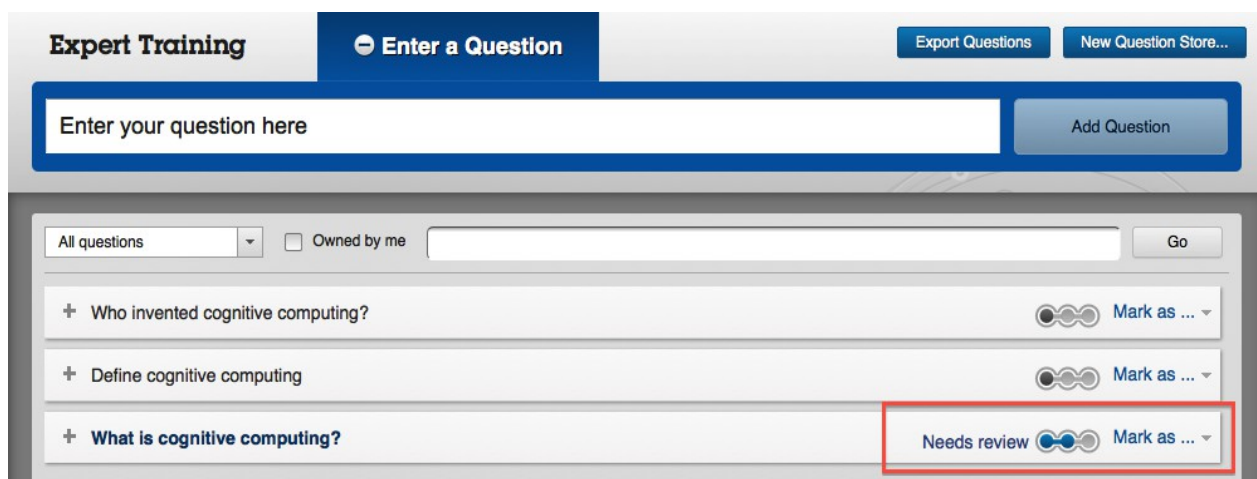 Expert Training
Enter a Question
Export Questions
New Question Store...
Enter your question here
Add Question
All questions
Owned by me
Go
Who invented cognitive computing?
Mark as ...
Define cognitive computing
Mark as ...
What is cognitive computing?
Needs review
Mark as ...